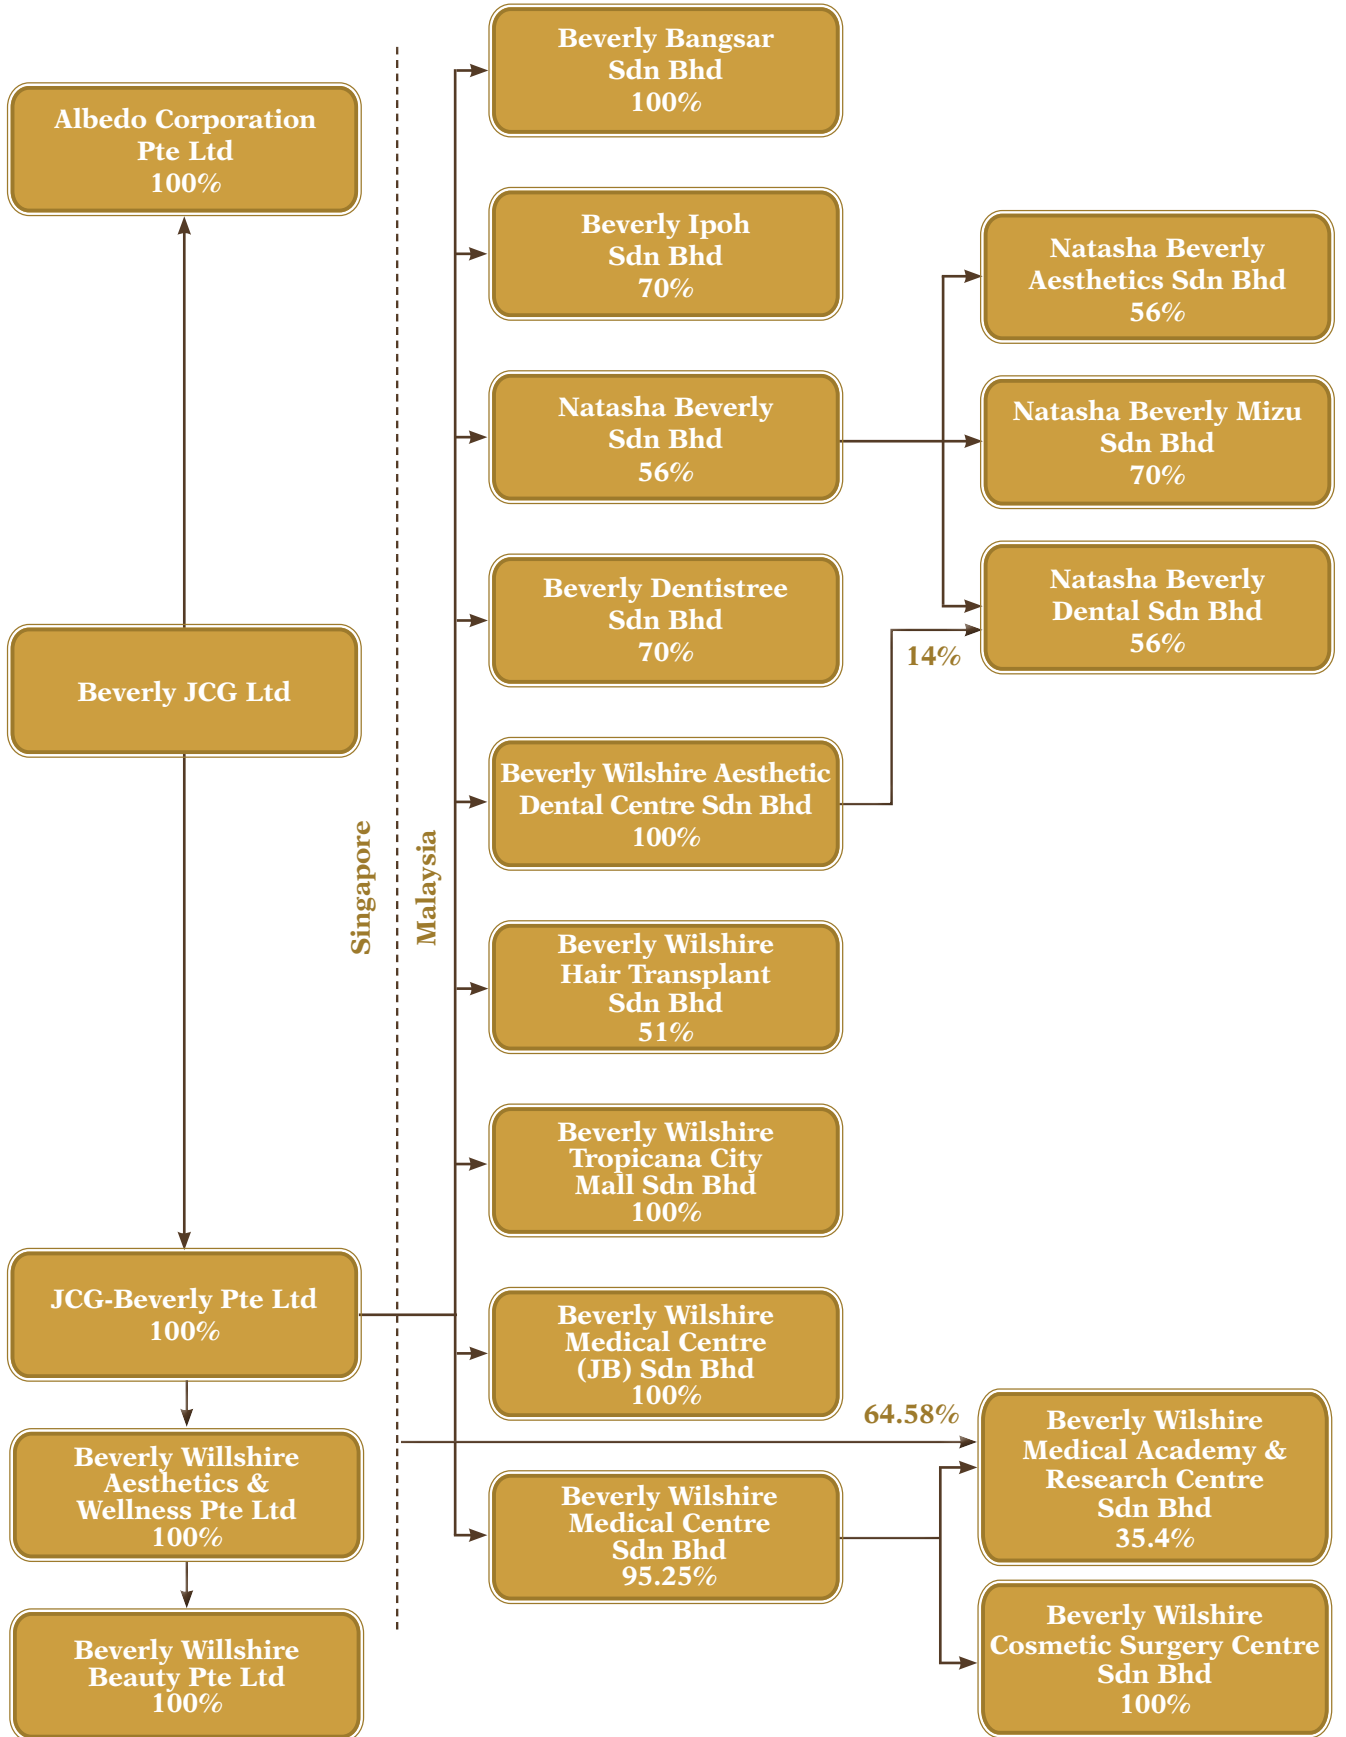 Albedo Corporation
Pte Ltd
100%
Beverly JCG Ltd
JCG-Beverly Pte Ltd
100%
Beverly Willshire
Aesthetics &
Wellness Pte Ltd
100%
Beverly Willshire
Beauty Pte Ltd
100%
Singapore
Malaysia
Beverly Bangsar
Sdn Bhd
100%
Beverly Ipoh
Sdn Bhd
70%
Natasha Beverly
Sdn Bhd
56%
Beverly Dentistree
Sdn Bhd
70%
Beverly Wilshire Aesthetic
Dental Centre Sdn Bhd
100%
Beverly Wilshire
Hair Transplant
Sdn Bhd
51%
Beverly Wilshire
Tropicana City
Mall Sdn Bhd
100%
Beverly Wilshire
Medical Centre
(JB) Sdn Bhd
100%
Beverly Wilshire
Medical Centre
Sdn Bhd
95.25%
Natasha Beverly
Aesthetics Sdn Bhd
56%
Natasha Beverly Mizu
Sdn Bhd
70%
Natasha Beverly
Dental Sdn Bhd
56%
14%
64.58%
Beverly Wilshire
Medical Academy &
Research Centre
Sdn Bhd
35.4%
Beverly Wilshire
Cosmetic Surgery Centre
Sdn Bhd
100%